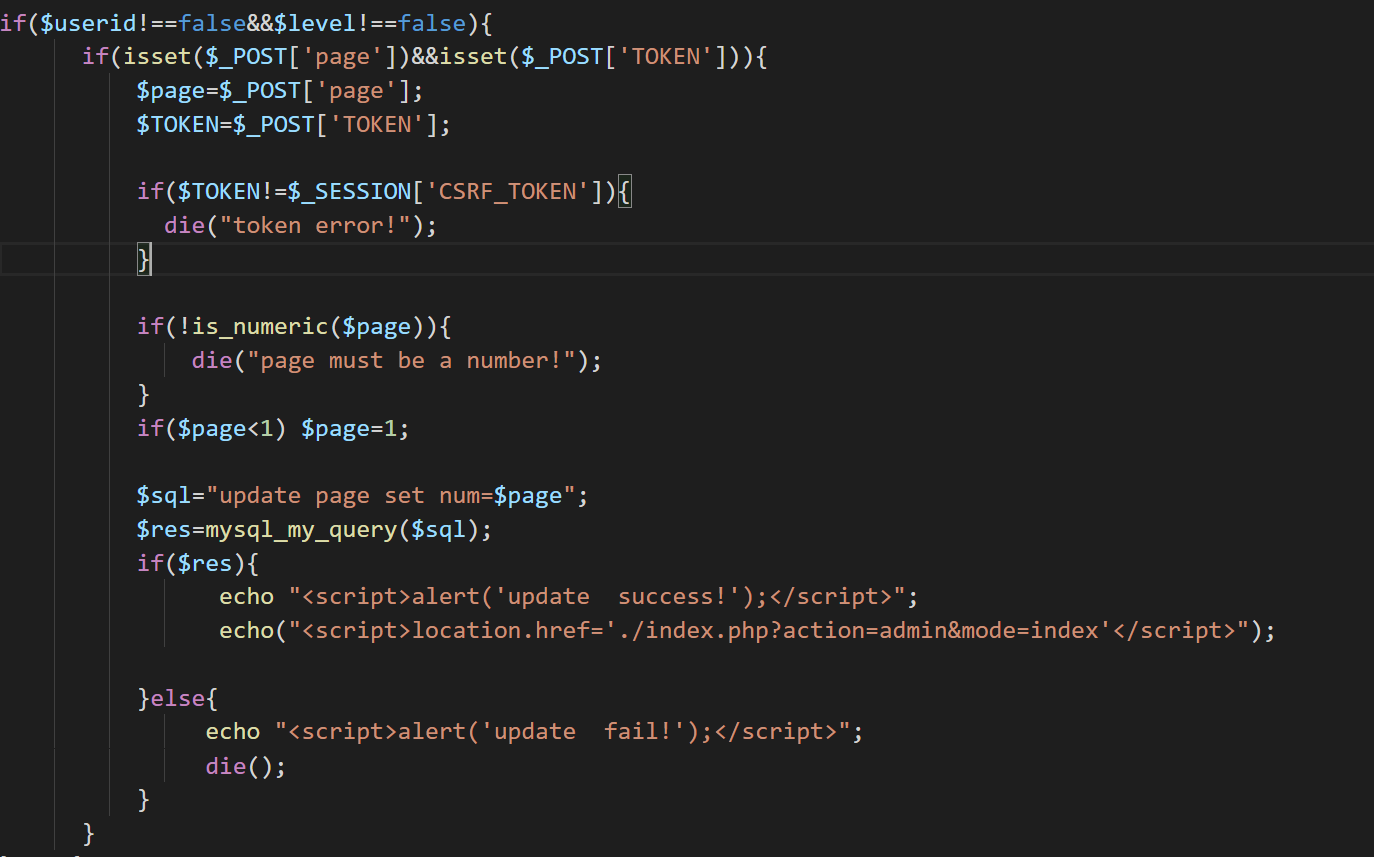 if($userid!==false&&$level!==false){
if(isset($_POST['page'])&&isset($_POST['TOKEN'])){
$page=$_POST['page'];
$TOKEN=$_POST['TOKEN'];
if($TOKEN!=$_SESSION['CSRF_TOKEN']){
die("token error!");
}
if(!is_numeric($page)){
die("page must be a number!");
}
if($page<1) $page=1;
$sql="update page set num=$page";
$res=mysql_my_query($sql);
if($res){
echo "<script>alert('update  success!');</script>";
echo("<script>location.href='./index.php?action=admin&mode=index'</script>");
}else{
echo "<script>alert('update  fail!');</script>";
die();
}
}